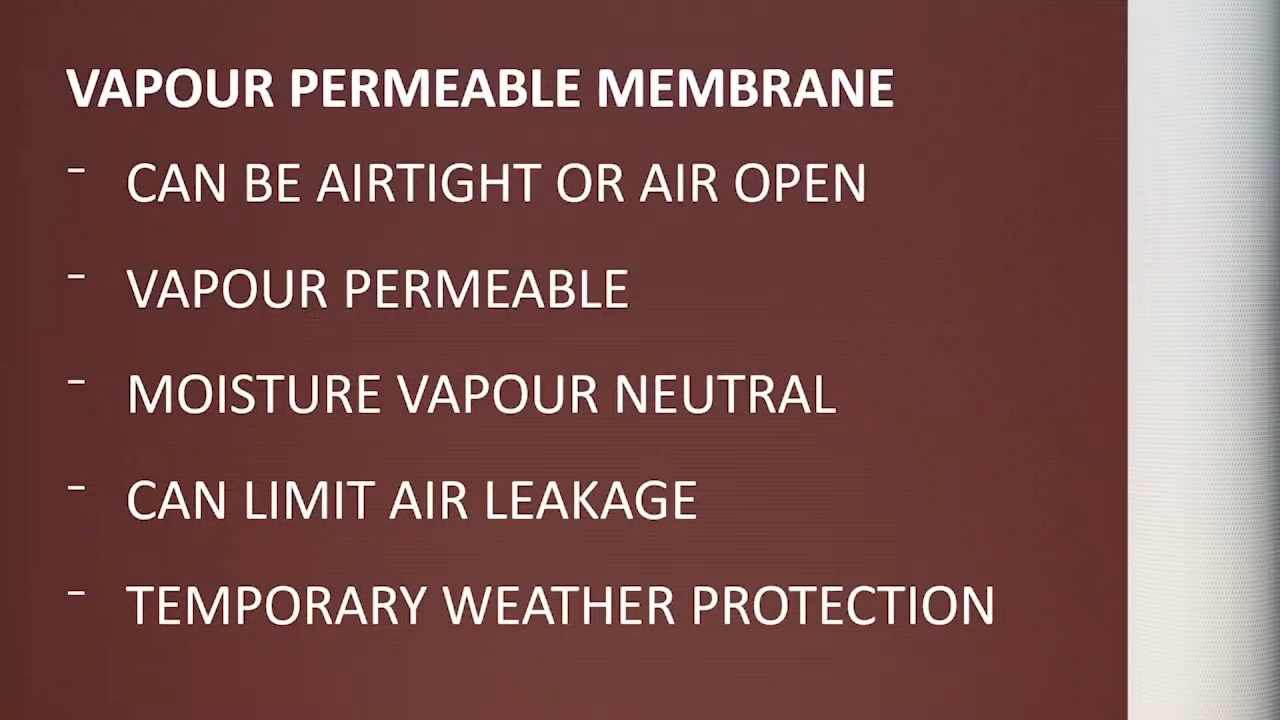 VAPOUR PERMEABLE MEMBRANE
- CAN BE AIRTIGHT OR AIR OPEN
- VAPOUR PERMEABLE
- MOISTURE VAPOUR NEUTRAL
- CAN LIMIT AIR LEAKAGE
- TEMPORARY WEATHER PROTECTION